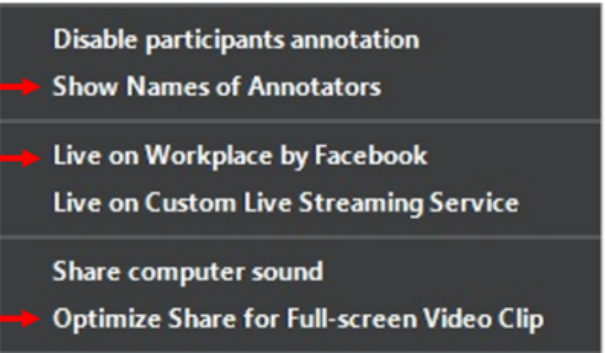 Disable participants annotation
Show Names of Annotators
Live on Workplace by Facebook
Live on Custom Live Streaming Service
Share computer sound
Optimize Share for Full-screen Video Clip